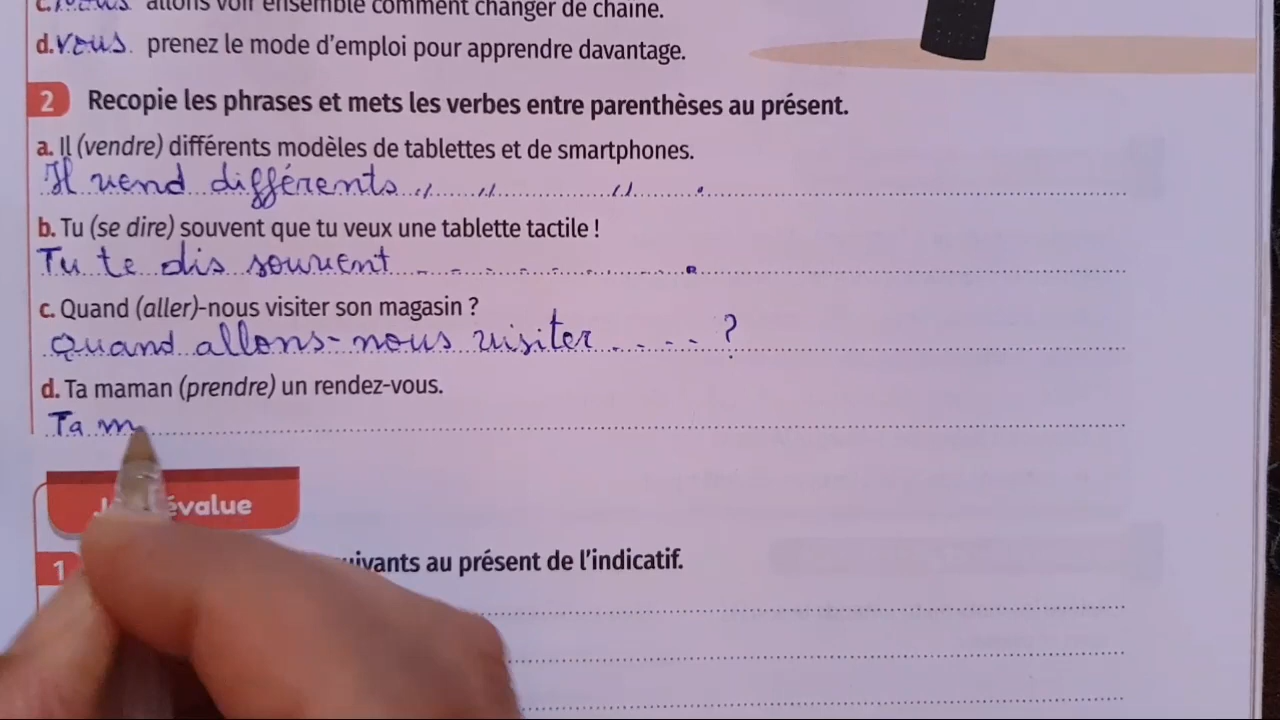 c. allons voir ensemble comment changer de chaîne.
d. vous prenez le mode d'emploi pour apprendre davantage.
2 Recopie les phrases et mets les verbes entre parenthèses au présent.
a. Il (vendre) différents modèles de tablettes et de smartphones.
Il vend différents " " " .
b. Tu (se dire) souvent que tu veux une tablette tactile !
Tu te dis souvent - - - - - - - .
c. Quand (aller)-nous visiter son magasin ?
Quand allons-nous visiter . - - - ?
d. Ta maman (prendre) un rendez-vous.
Ta m
évalue
1 au présent de l'indicatif.